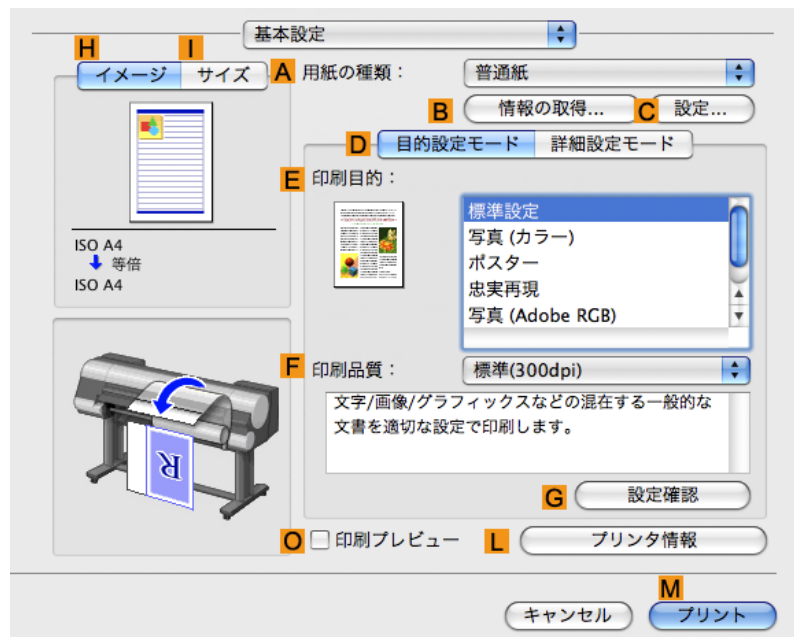 基本設定
H I
イメージ サイズ
A 用紙の種類： 普通紙
B 情報の取得... C 設定...
D 目的設定モード 詳細設定モード
E 印刷目的：
標準設定
写真 (カラー)
ポスター
忠実再現
写真 (Adobe RGB)
ISO A4
等倍
ISO A4
F 印刷品質： 標準(300dpi)
文字/画像/グラフィックスなどの混在する一般的な
文書を適切な設定で印刷します。
R
G 設定確認
O 印刷プレビュー L プリンタ情報
M
キャンセル プリント